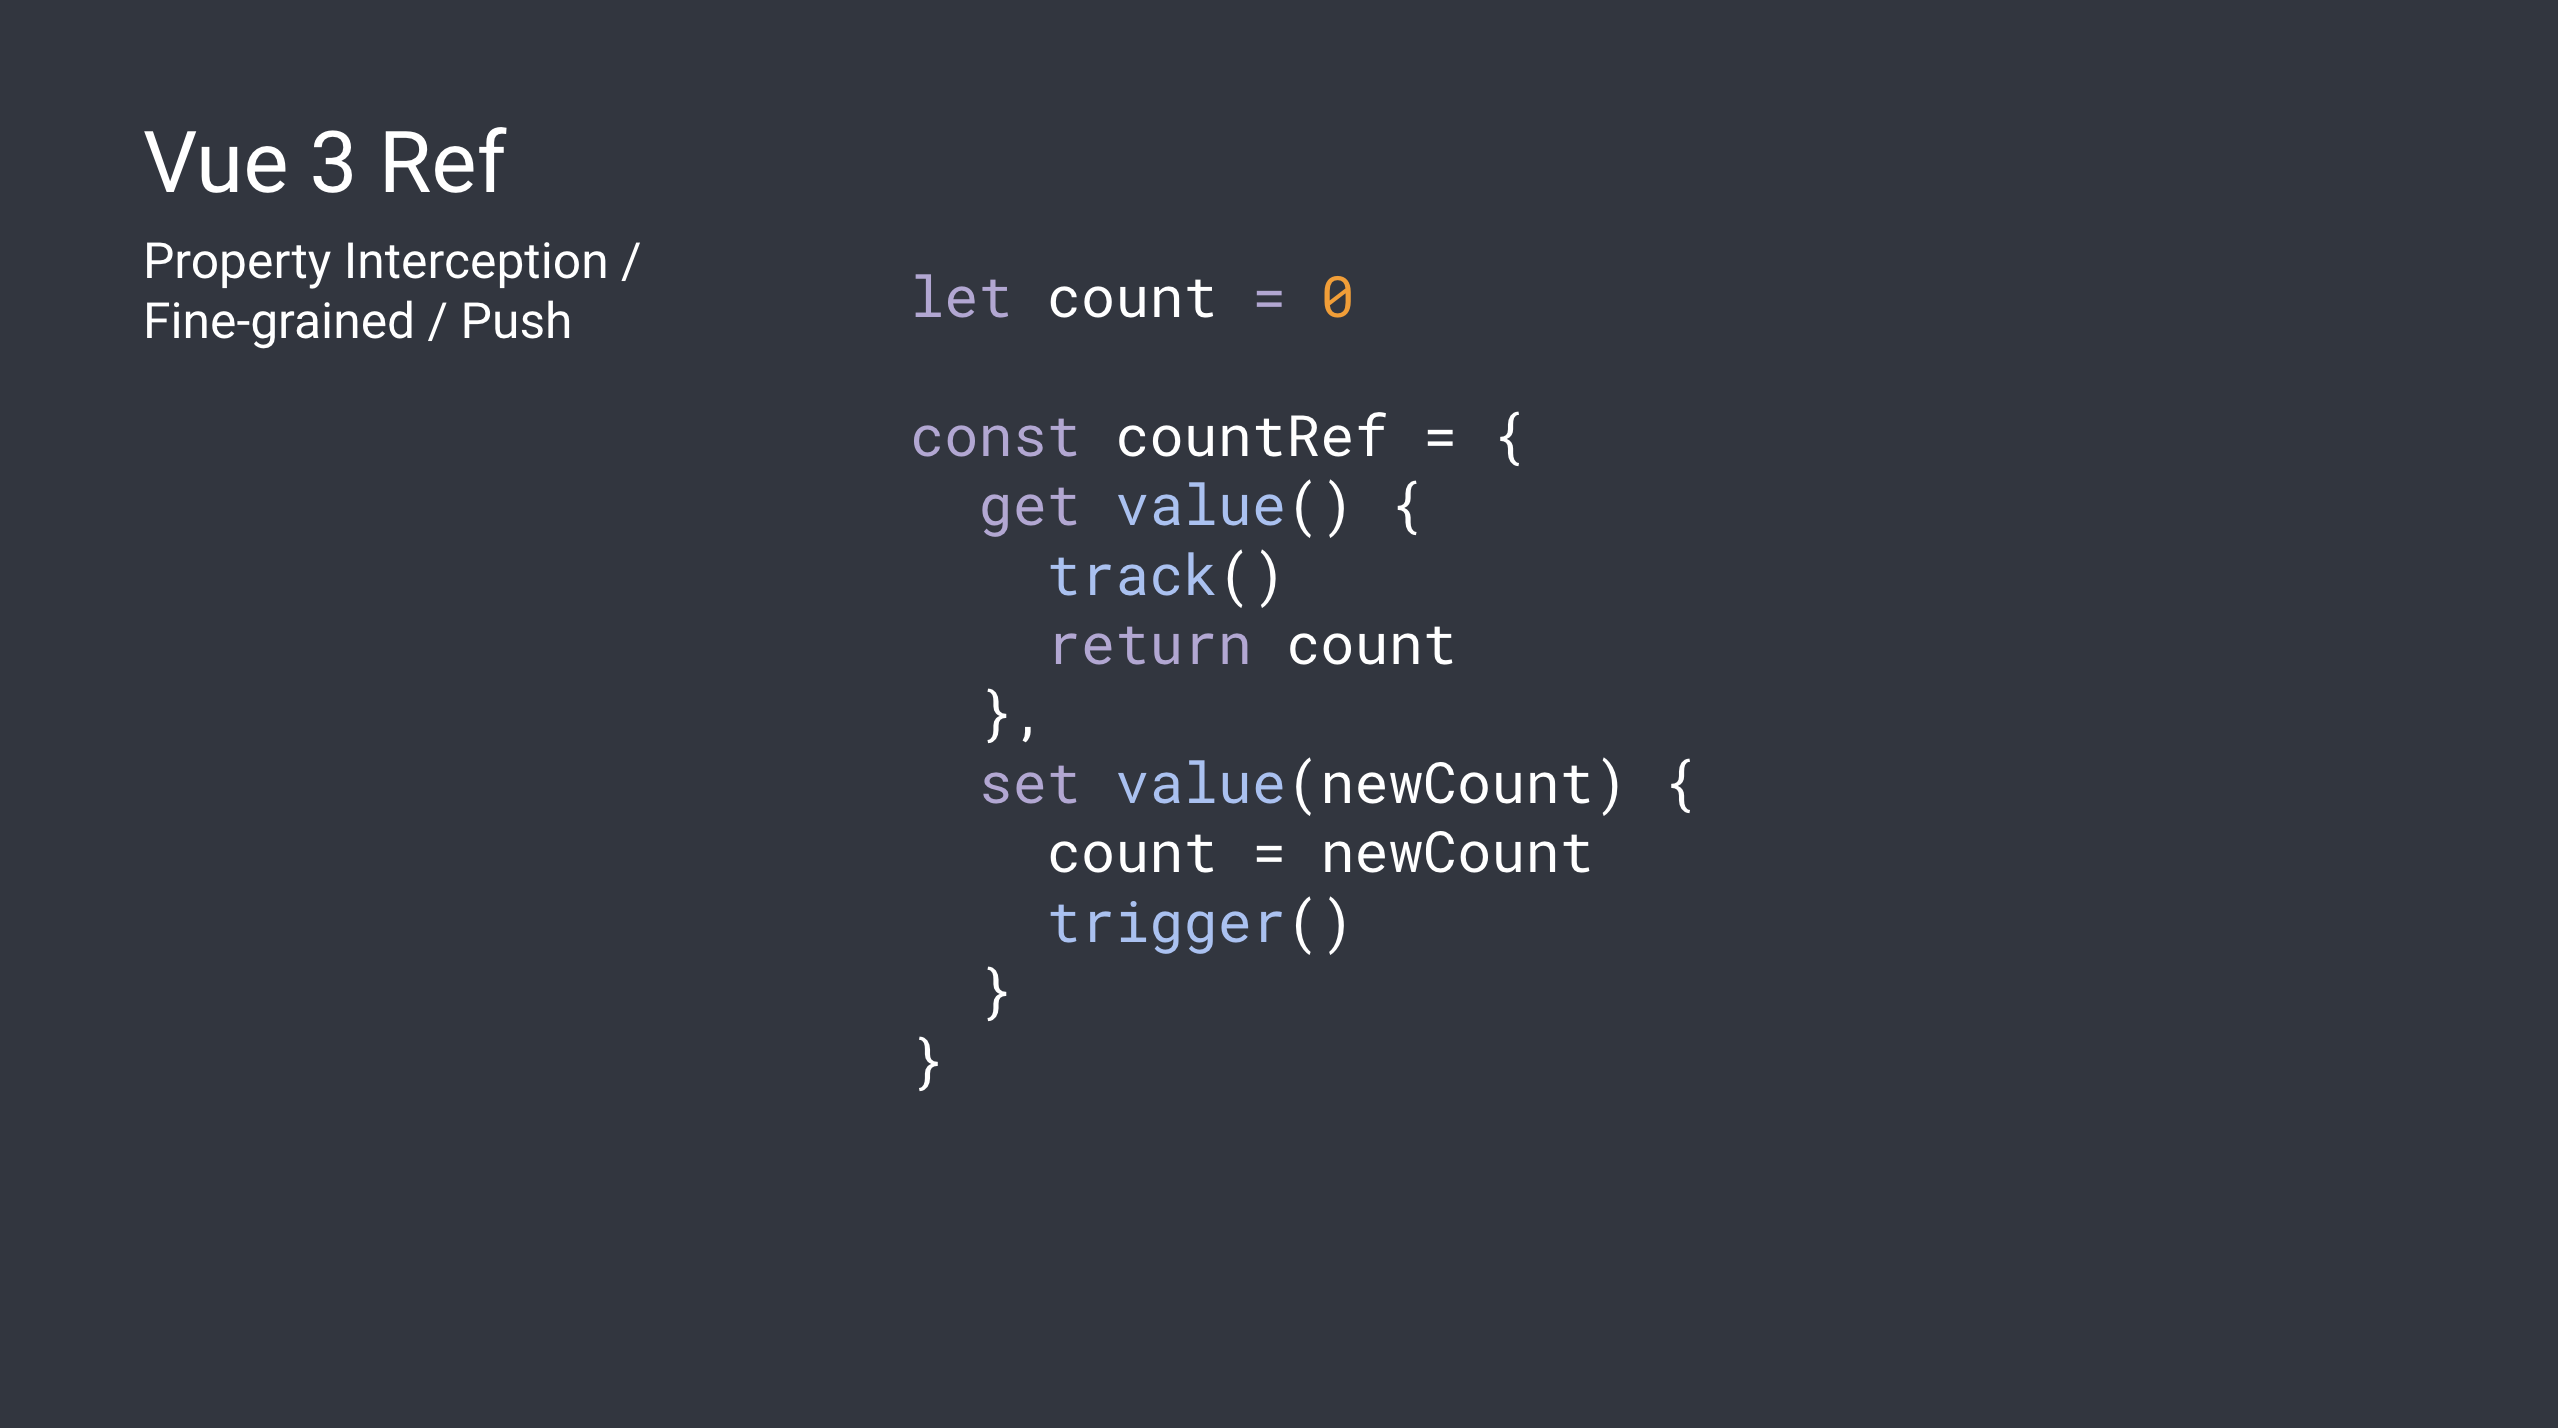 Vue 3 Ref
Property Interception /
Fine-grained / Push
let count = 0
const countRef = {
  get value() {
    track()
    return count
  },
  set value(newCount) {
    count = newCount
    trigger()
  }
}